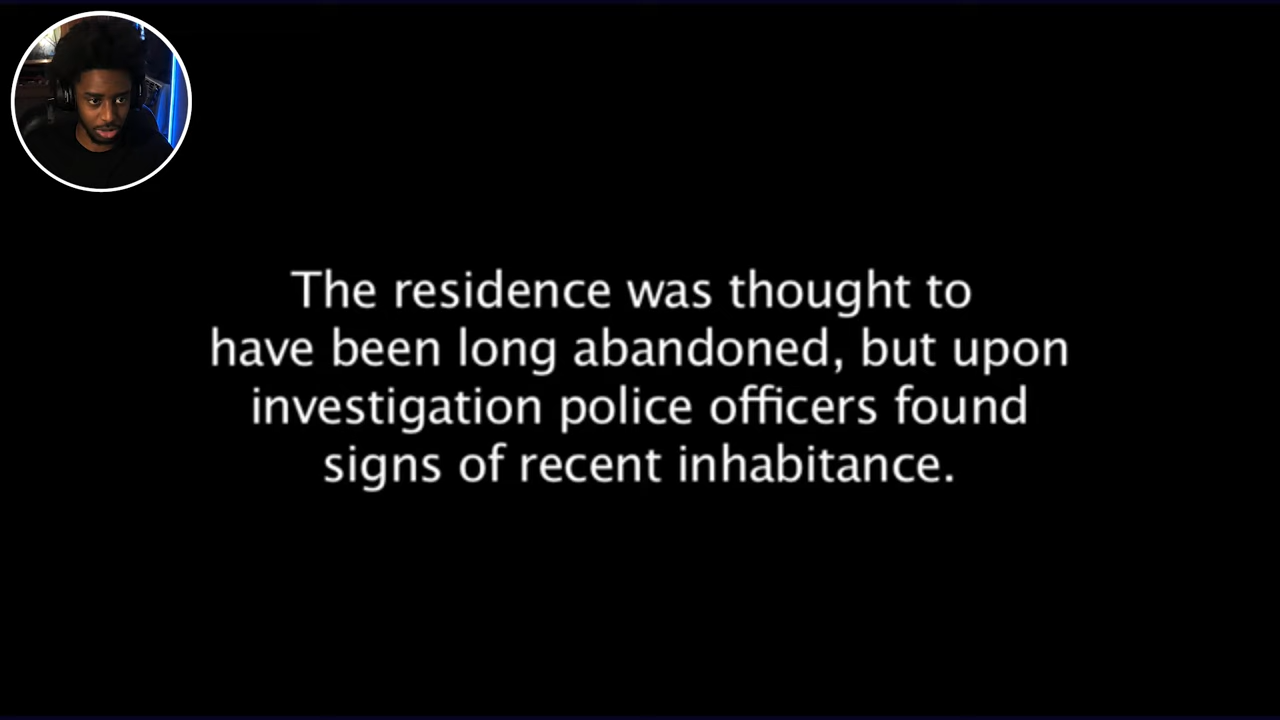 The residence was thought to
have been long abandoned, but upon
investigation police officers found
signs of recent inhabitance.